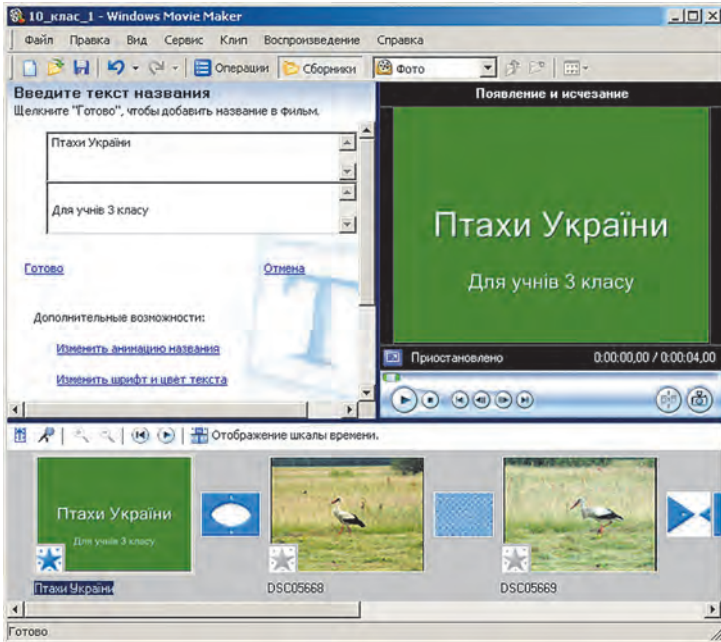 10_клас_1 - Windows Movie Maker
Файл Правка Вид Сервис Клип Воспроизведение Справка
Операции Сборники Фото
Введите текст названия
Щелкните "Готово", чтобы добавить название в фильм.
Птахи України
Для учнів 3 класу
Готово Отмена
Дополнительные возможности:
Изменить анимацию названия
Изменить шрифт и цвет текста
Появление и исчезание
Птахи України
Для учнів 3 класу
Приостановлено 0:00:00,00 / 0:00:04,00
Отображение шкалы времени.
Птахи України
Для учнів 3 класу
Птахи України DSC05668 DSC05669
Готово